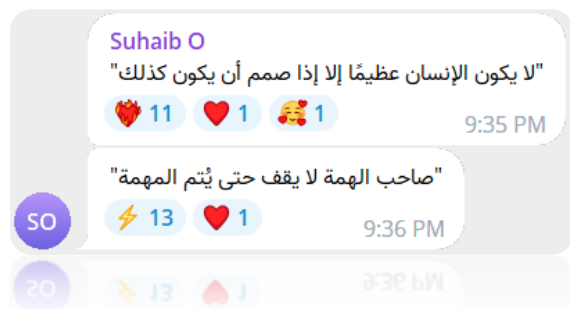 Suhaib O
"لا يكون الإنسان عظيمًا إلا إذا صمم أن يكون كذلك"
11 1 1
9:35 PM
"صاحب الهمة لا يقف حتى يُتم المهمة"
SO
13 1
9:36 PM